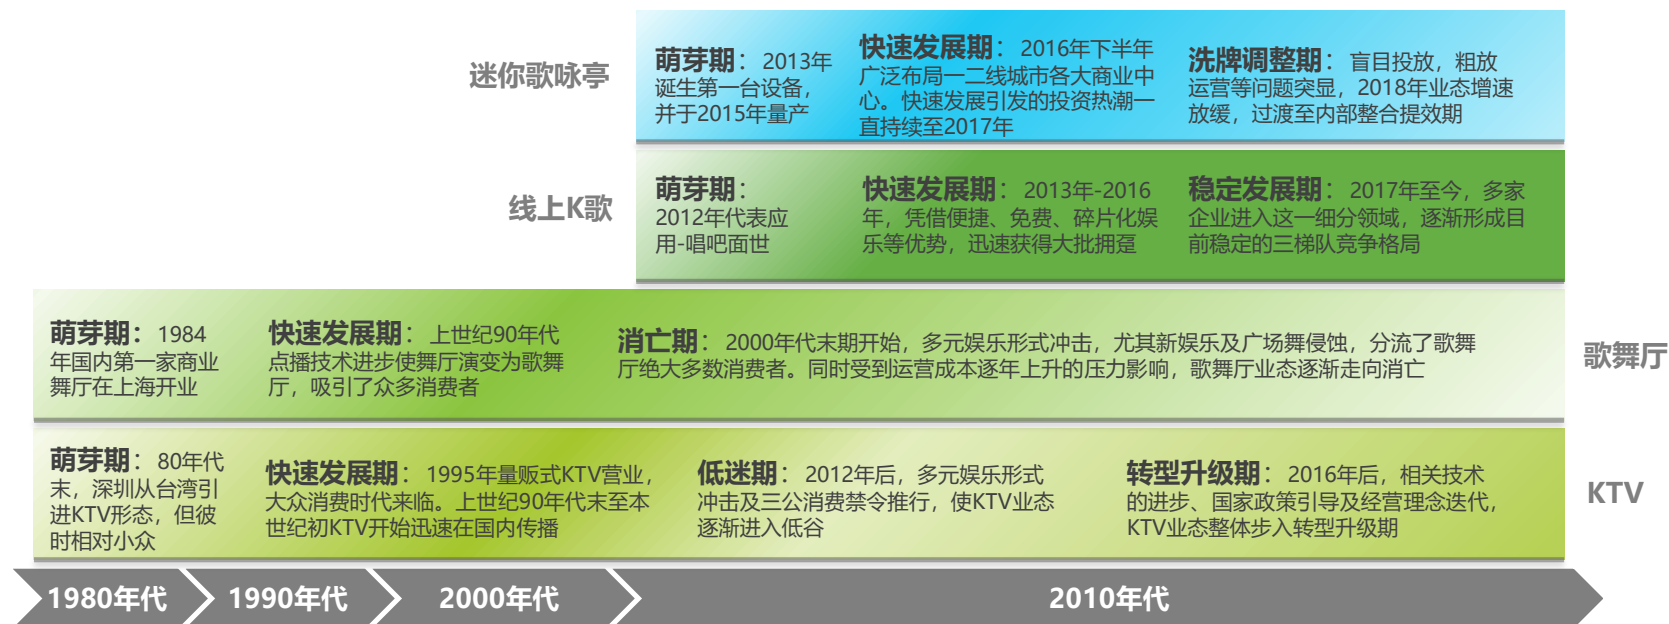 迷你歌咏亭
萌芽期：2013年
诞生第一台设备，
并于2015年量产
快速发展期：2016年下半年
广泛布局一二线城市各大商业中
心。快速发展引发的投资热潮一
直持续至2017年
洗牌调整期：盲目投放，粗放
运营等问题突显，2018年业态增速
放缓，过渡至内部整合提效期
线上K歌
萌芽期：
2012年代表应
用-唱吧面世
快速发展期：2013年-2016
年，凭借便捷、免费、碎片化娱
乐等优势，迅速获得大批拥趸
稳定发展期：2017年至今，多家
企业进入这一细分领域，逐渐形成目
前稳定的三梯队竞争格局
萌芽期：1984
年国内第一家商业
舞厅在上海开业
快速发展期：上世纪90年代
点播技术进步使舞厅演变为歌舞
厅，吸引了众多消费者
消亡期：2000年代末期开始，多元娱乐形式冲击，尤其新娱乐及广场舞侵蚀，分流了歌舞
厅绝大多数消费者。同时受到运营成本逐年上升的压力影响，歌舞厅业态逐渐走向消亡
歌舞厅
萌芽期：80年代
末，深圳从台湾引
进KTV形态，但彼
时相对小众
快速发展期：1995年量贩式KTV营业，
大众消费时代来临。上世纪90年代末至本
世纪初KTV开始迅速在国内传播
低迷期：2012年后，多元娱乐形式
冲击及三公消费禁令推行，使KTV业态
逐渐进入低谷
转型升级期：2016年后，相关技术
的进步、国家政策引导及经营理念迭代，
KTV业态整体步入转型升级期
KTV
1980年代
1990年代
2000年代
2010年代